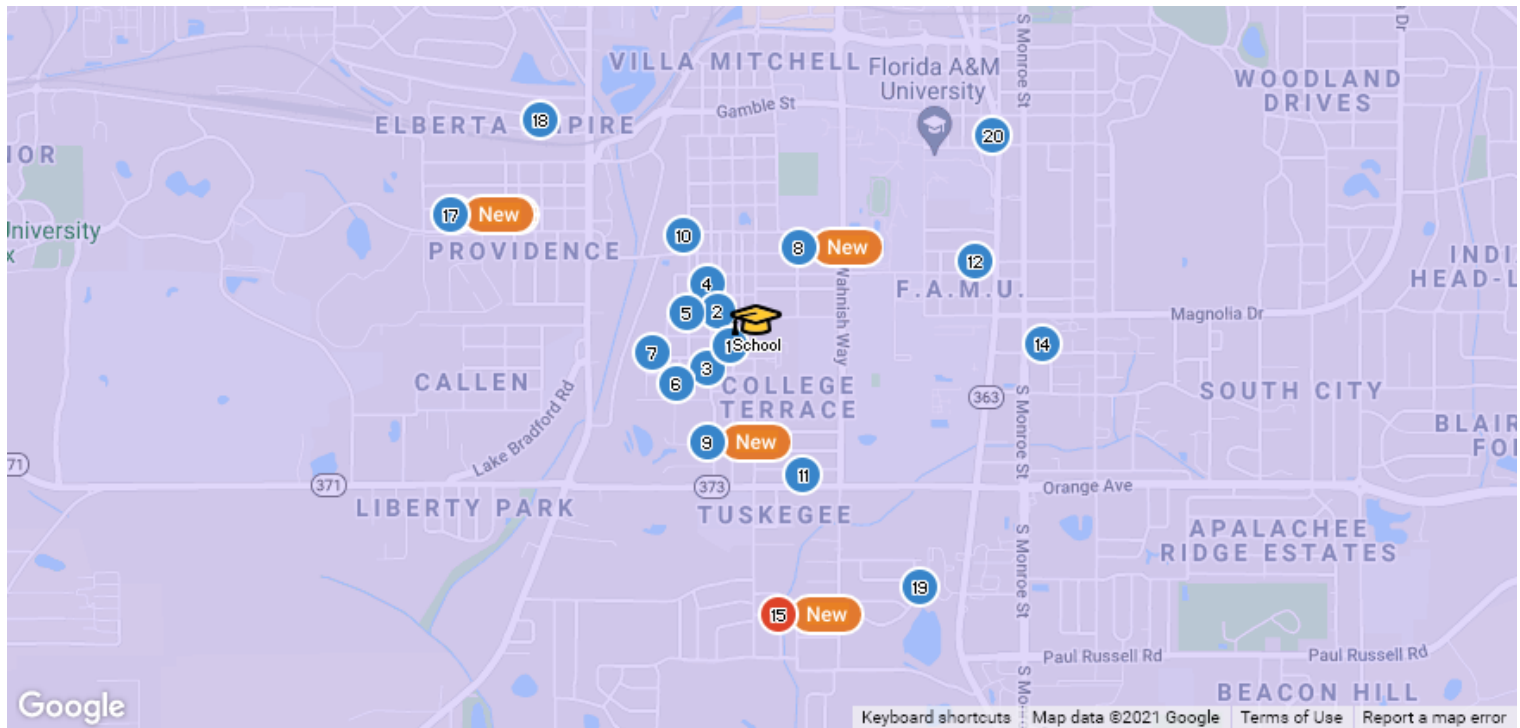 VILLA MITCHELL
Florida A&M
University
S Monroe St
WOODLAND
DRIVES
Gamble St
ELBERTA
PIRE
18
20
NOR
17
New
University
x
PROVIDENCE
10
8
New
12
INDI
HEAD-L
F.A.M.U.
Wahnish Way
4
5
2
1
School
Magnolia Dr
14
7
3
6
CALLEN
COLLEGE
TERRACE
363
S Monroe St
SOUTH CITY
BLAIR
FO
Lake Bradford Rd
9
New
11
371
371
373
Orange Ave
LIBERTY PARK
TUSKEGEE
S Monroe St
APALACHEE
RIDGE ESTATES
19
15
New
Paul Russell Rd
Paul Russell Rd
S Mo
BEACON HILL
Google
Keyboard shortcuts
Map data ©2021 Google
Terms of Use
Report a map error